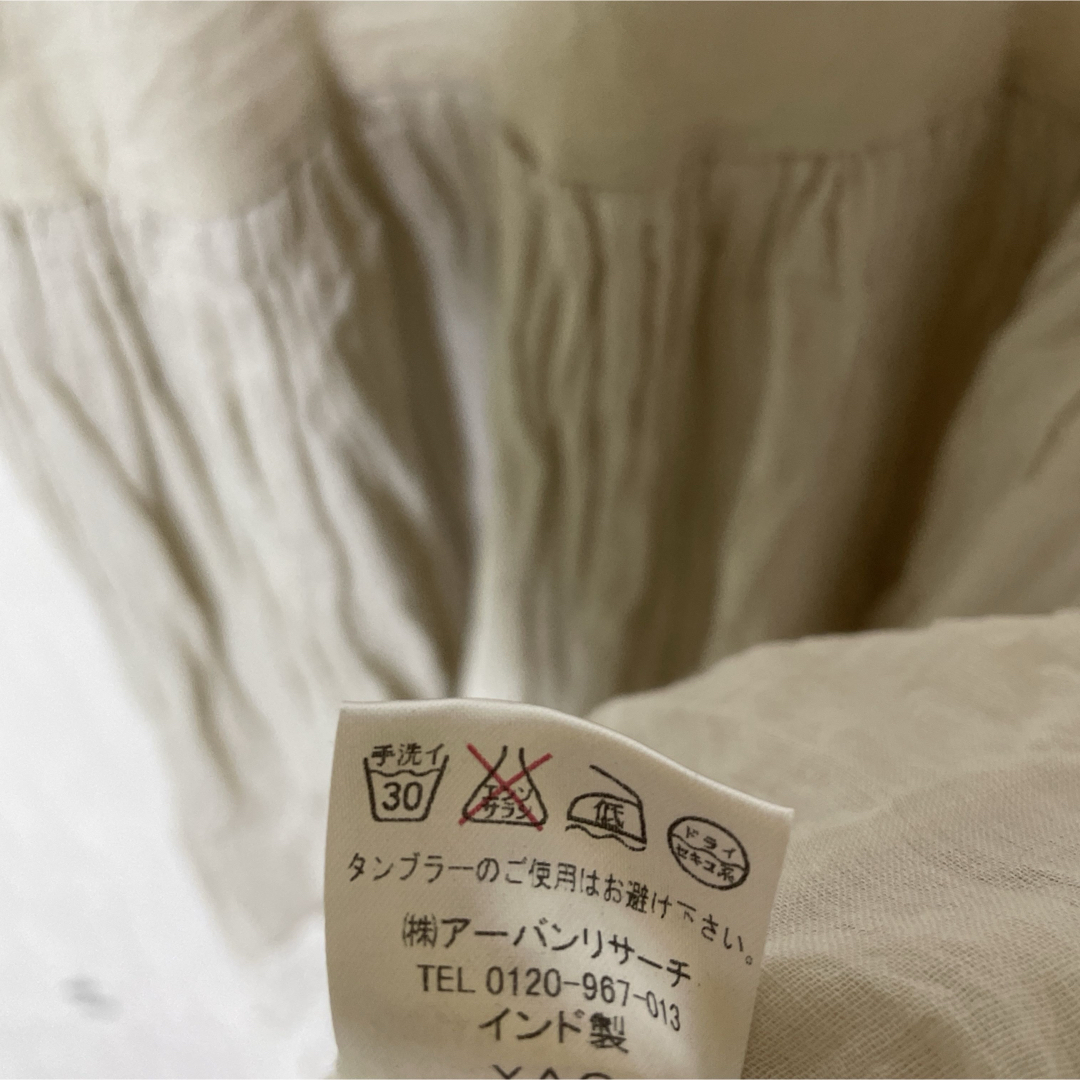 手洗イ
30
エンソ
サラシ
低
ドライ
セキユ系
タンブラーのご使用はお避け下さい。
㈱アーバンリサーチ
TEL 0120-967-013
インド製